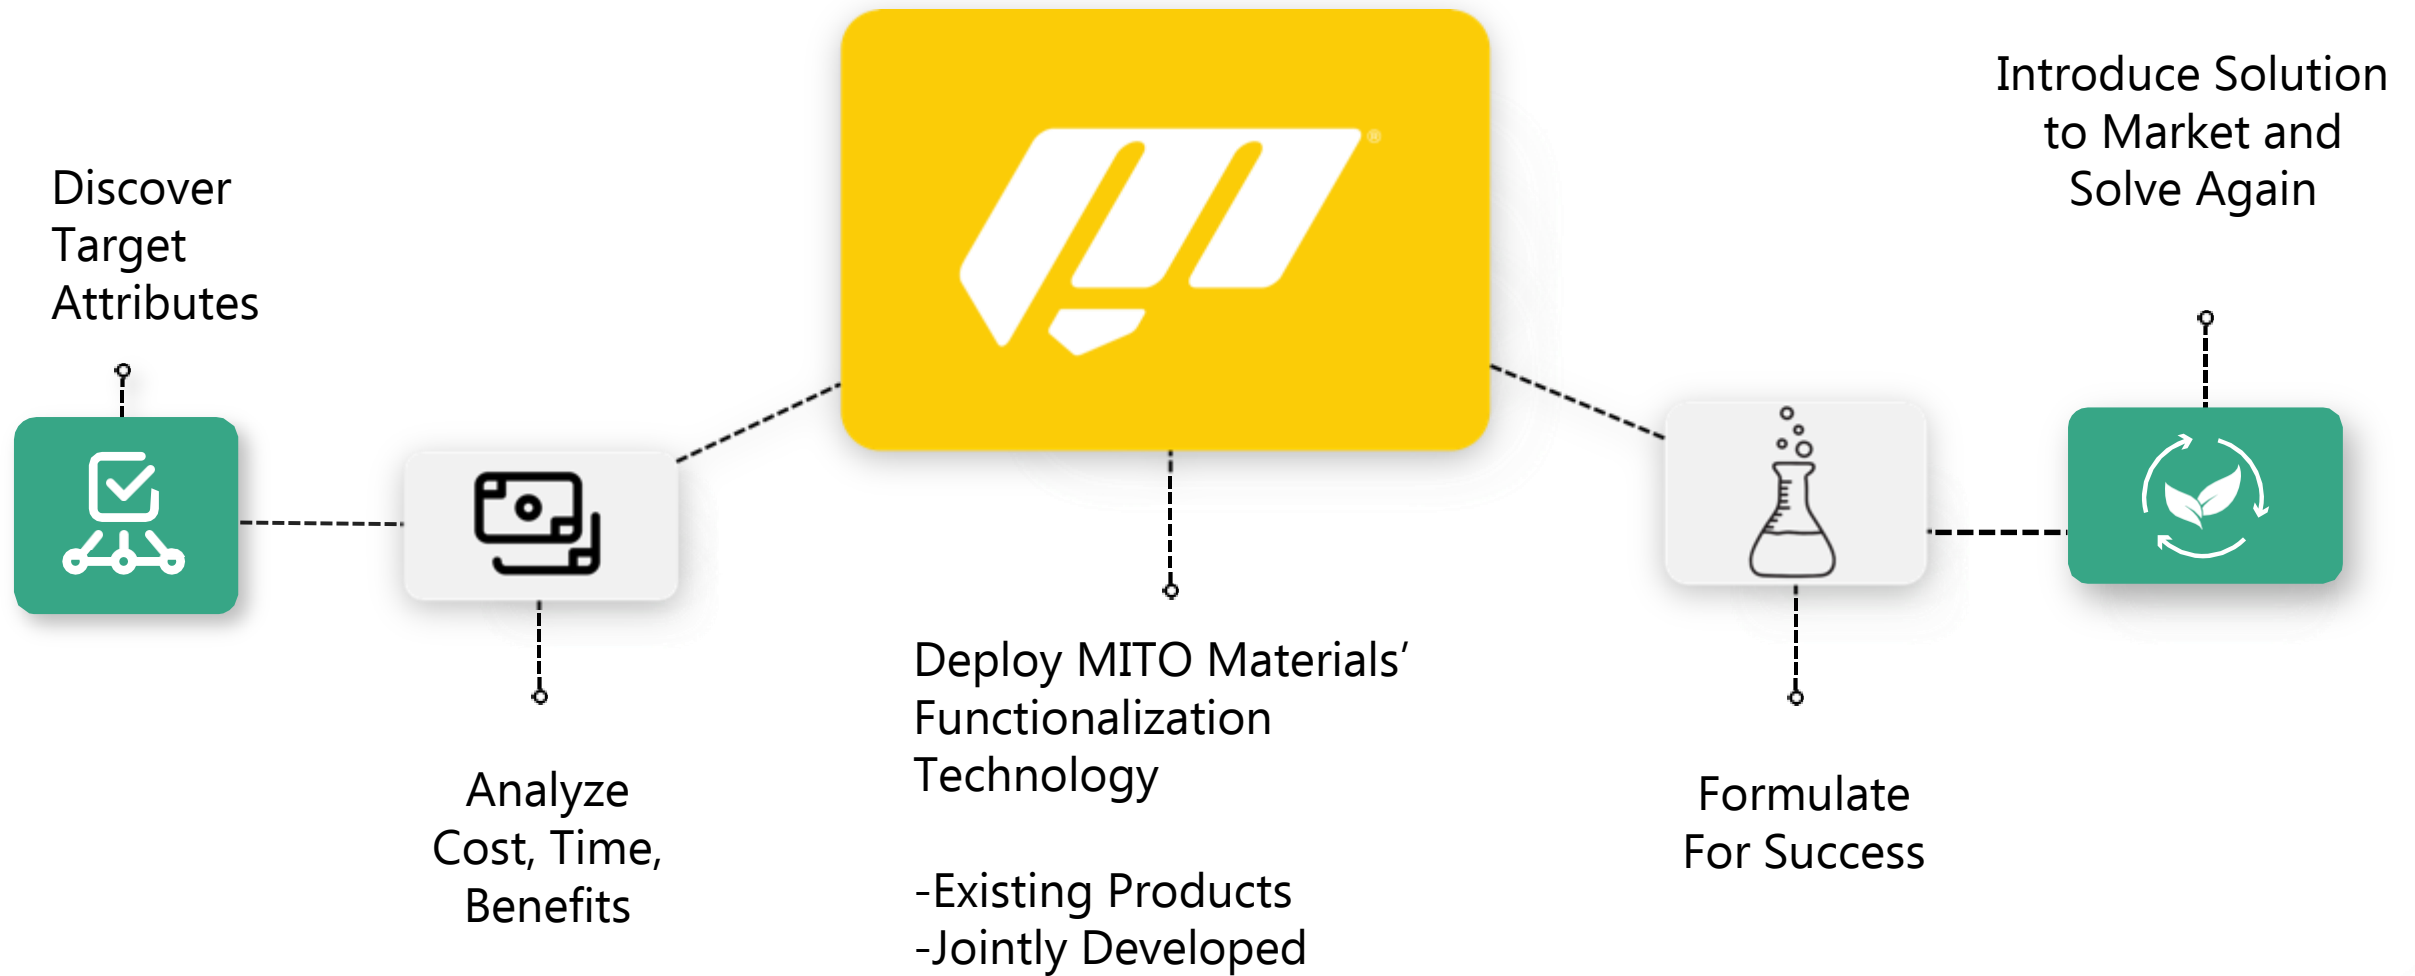 Discover
Target
Attributes
Analyze
Cost, Time,
Benefits
®
Deploy MITO Materials’
Functionalization
Technology
-Existing Products
-Jointly Developed
Formulate
For Success
Introduce Solution
to Market and
Solve Again